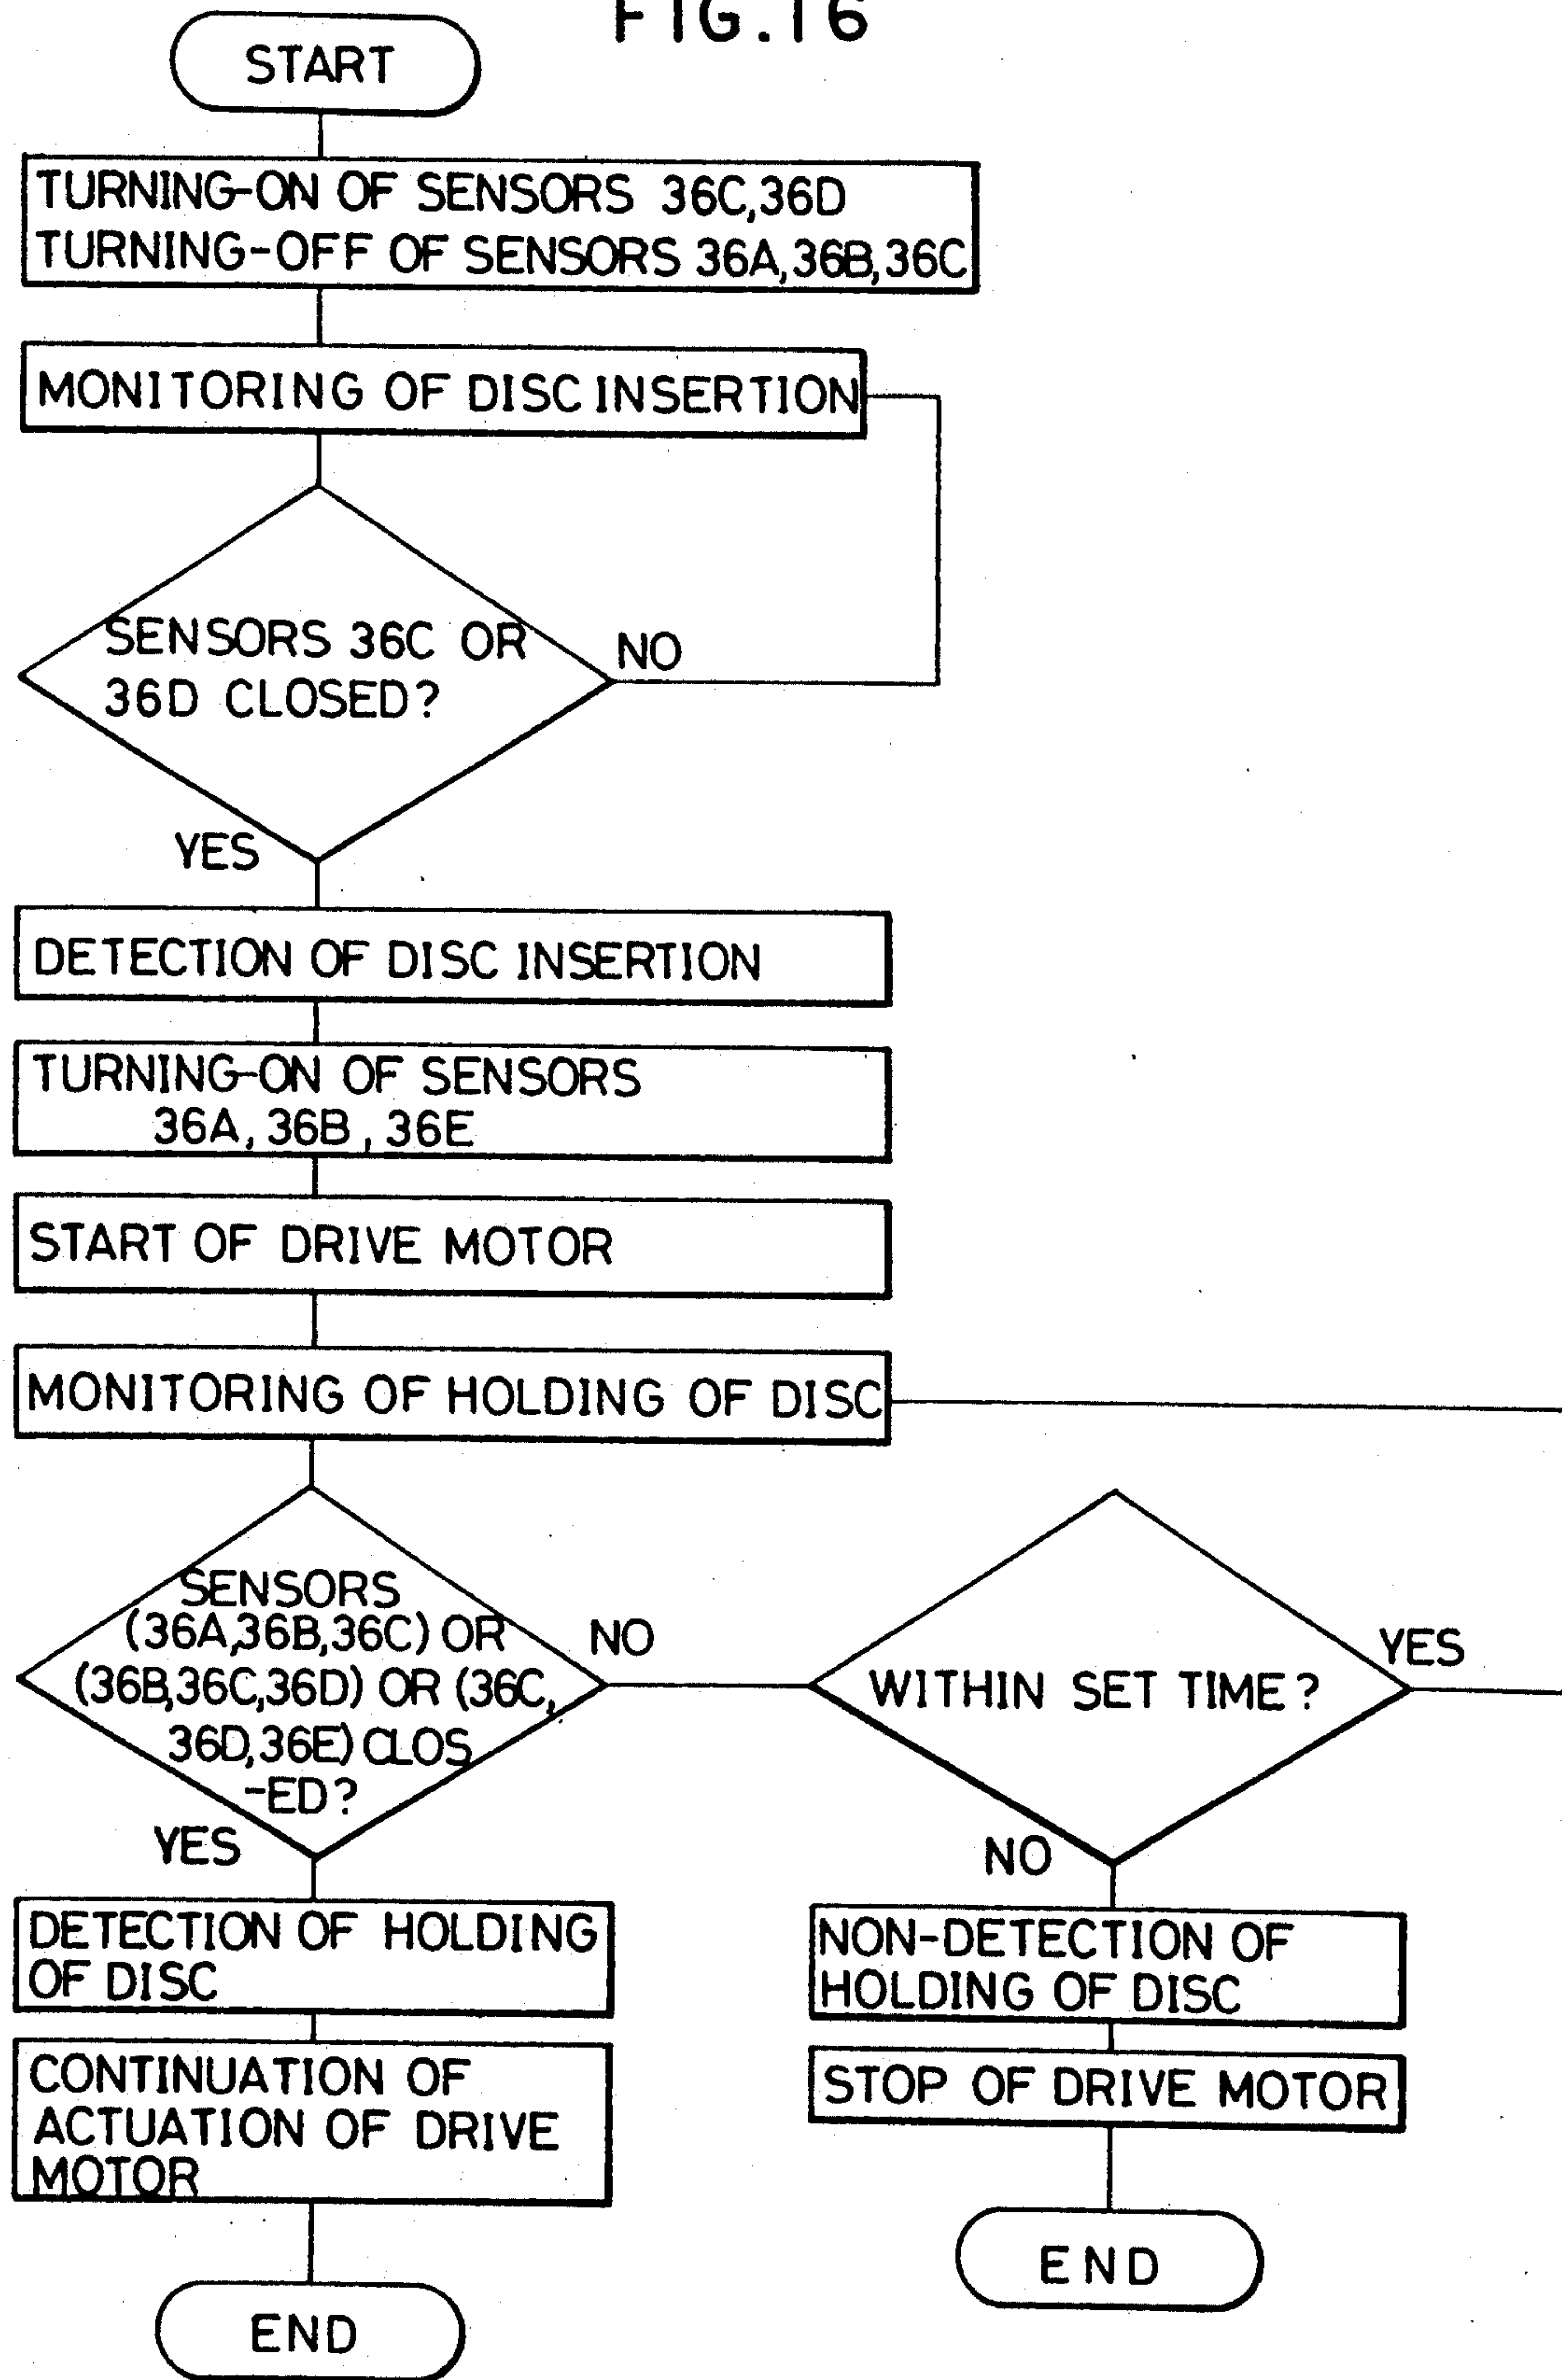 FIG.16
START
TURNING-ON OF SENSORS 36C,36D
TURNING-OFF OF SENSORS 36A,36B,36C
MONITORING OF DISC INSERTION
SENSORS 36C OR
36D CLOSED?
NO
YES
DETECTION OF DISC INSERTION
TURNING-ON OF SENSORS
36A, 36B, 36E
START OF DRIVE MOTOR
MONITORING OF HOLDING OF DISC
SENSORS
(36A,36B,36C) OR
(36B,36C,36D) OR (36C,
36D,36E) CLOS
-ED?
NO
YES
WITHIN SET TIME?
YES
NO
DETECTION OF HOLDING
OF DISC
CONTINUATION OF
ACTUATION OF DRIVE
MOTOR
END
NON-DETECTION OF
HOLDING OF DISC
STOP OF DRIVE MOTOR
END